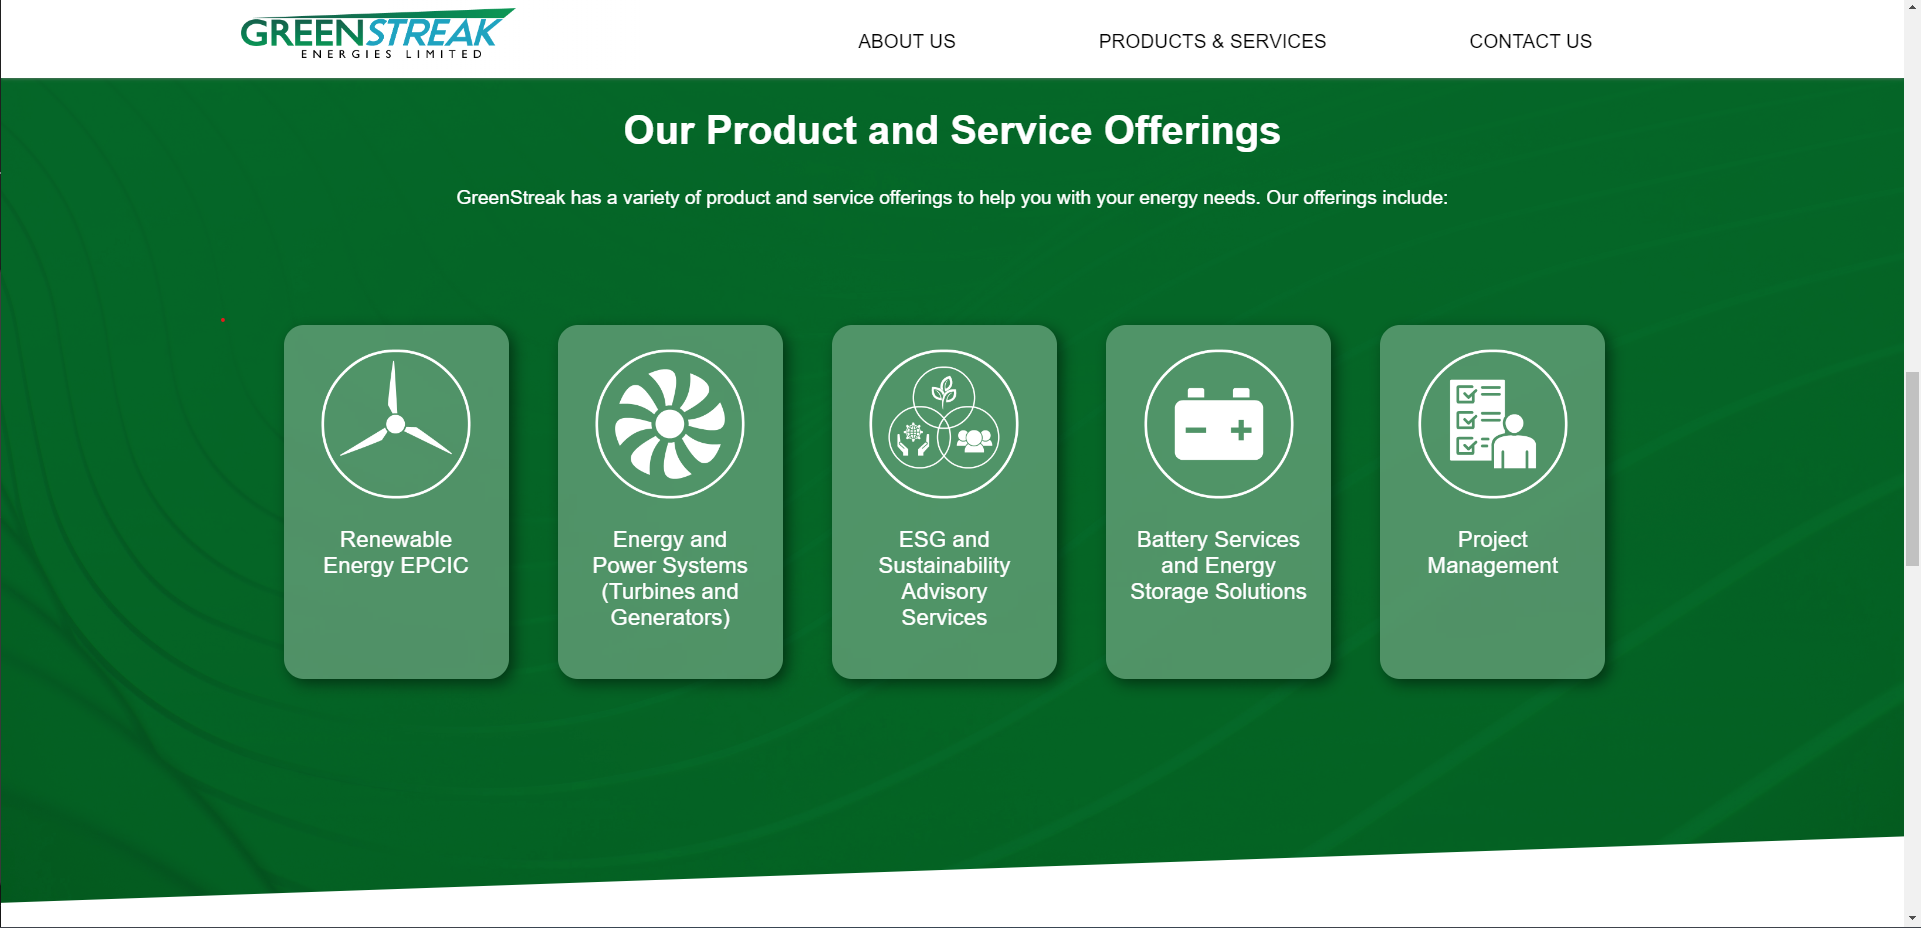 GREENSTREAK
ENERGIES LIMITED
ABOUT US
PRODUCTS & SERVICES
CONTACT US
Our Product and Service Offerings
GreenStreak has a variety of product and service offerings to help you with your energy needs. Our offerings include:
Renewable
Energy EPCIC
Energy and
Power Systems
(Turbines and
Generators)
ESG and
Sustainability
Advisory
Services
Battery Services
and Energy
Storage Solutions
Project
Management